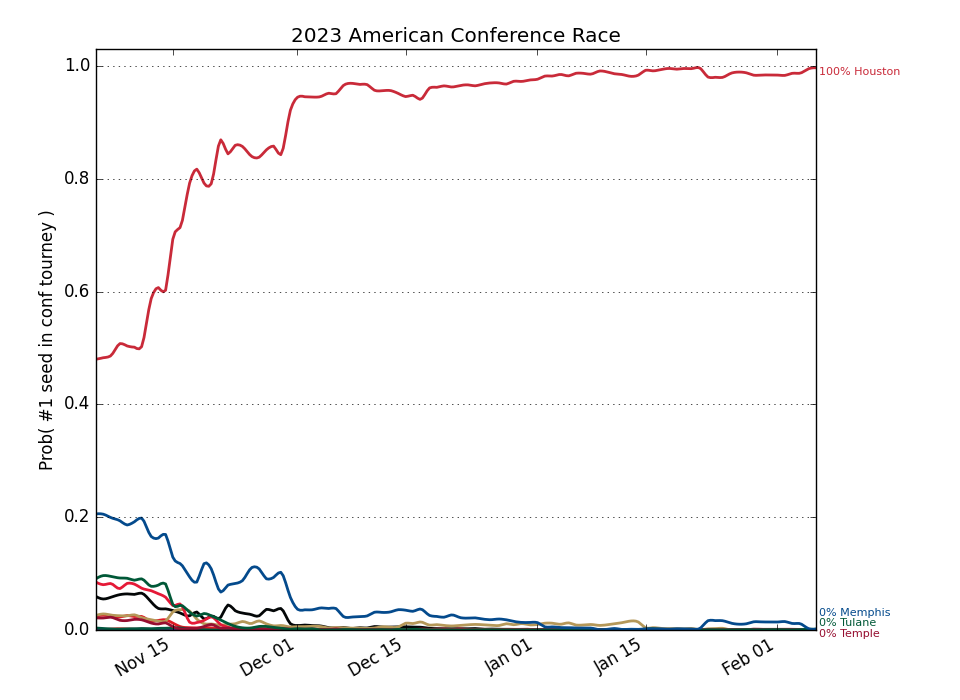 2023 American Conference Race
Prob( #1 seed in conf tourney )
1.0
0.8
0.6
0.4
0.2
0.0
Nov 15
Dec 01
Dec 15
Jan 01
Jan 15
Feb 01
100% Houston
0% Memphis
0% Tulane
0% Temple